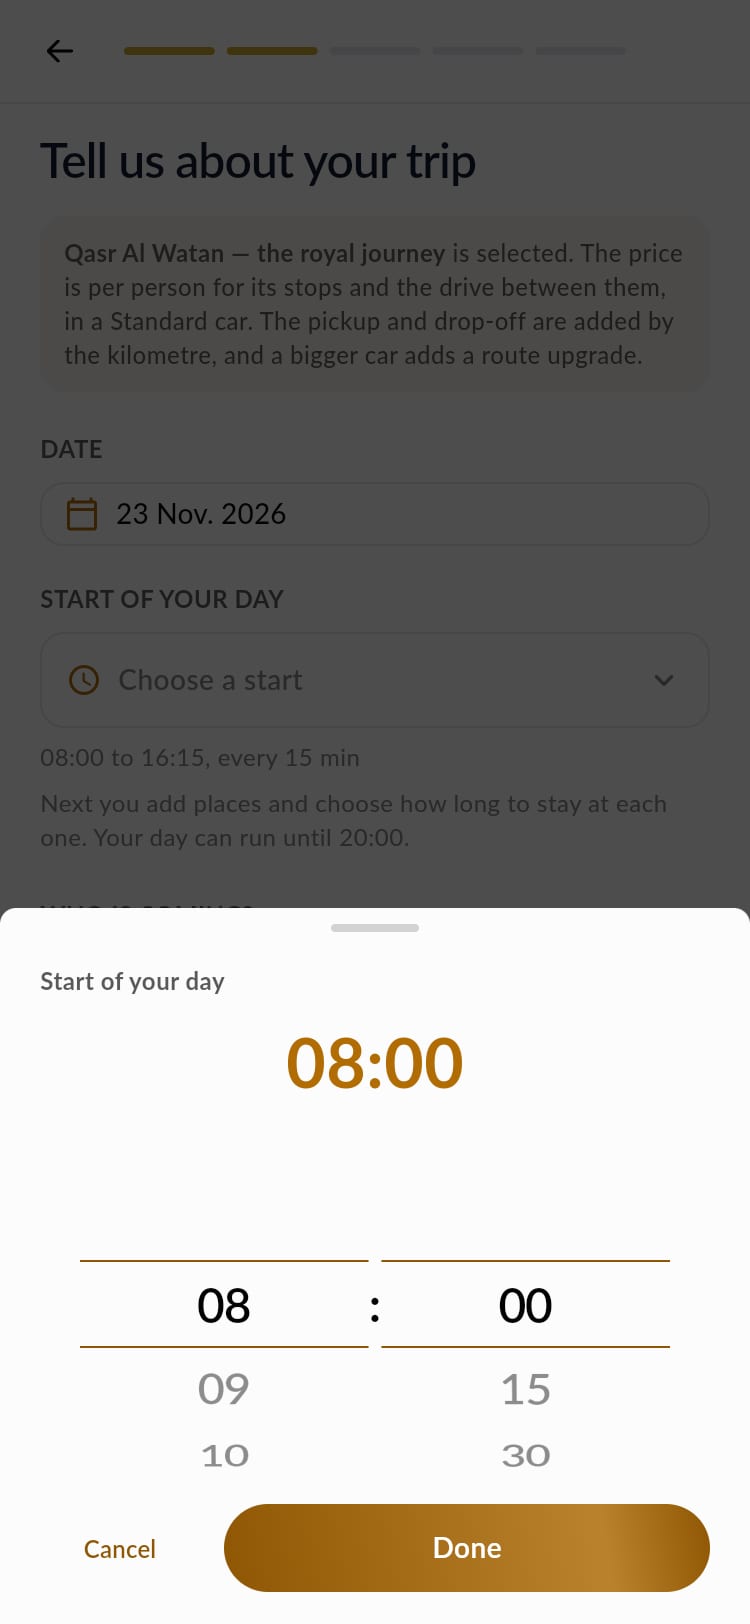 Tell us about your trip
Qasr Al Watan — the royal journey is selected. The price
is per person for its stops and the drive between them,
in a Standard car. The pickup and drop-off are added by
the kilometre, and a bigger car adds a route upgrade.
DATE
23 Nov. 2026
START OF YOUR DAY
Choose a start
08:00 to 16:15, every 15 min
Next you add places and choose how long to stay at each
one. Your day can run until 20:00.
Start of your day
08:00
08 : 00
09 15
10 30
Cancel Done